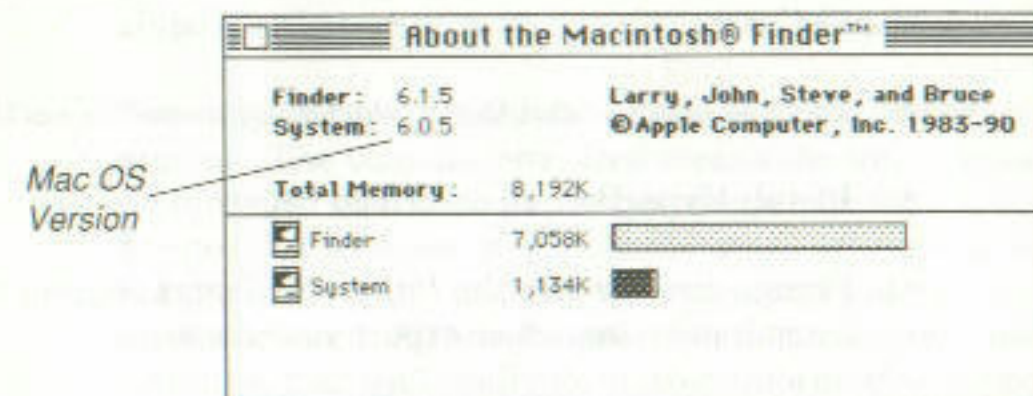 About the Macintosh® Finder™
Finder: 6.1.5
Larry, John, Steve, and Bruce
System: 6.0.5
©Apple Computer, Inc. 1983-90
Mac OS
Version
Total Memory: 8,192K
Finder 7,058K
System 1,134K